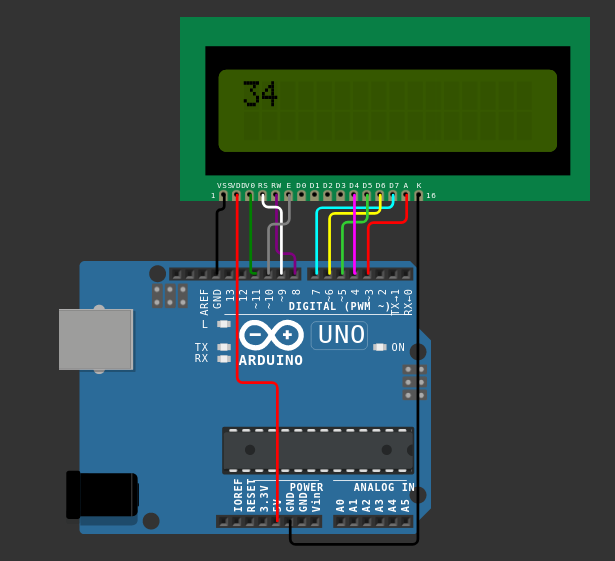 34
VSS VDD V0 RS RW E D0 D1 D2 D3 D4 D5 D6 D7 A K
1 16
AREF GND 13 12 ~11 ~10 ~9 8 7 ~6 ~5 4 ~3 2 TX→1 RX←0
DIGITAL (PWM ~)
L
TX
RX
UNO
ON
ARDUINO
POWER ANALOG IN
IOREF RESET 3.3V 5V GND GND Vin A0 A1 A2 A3 A4 A5